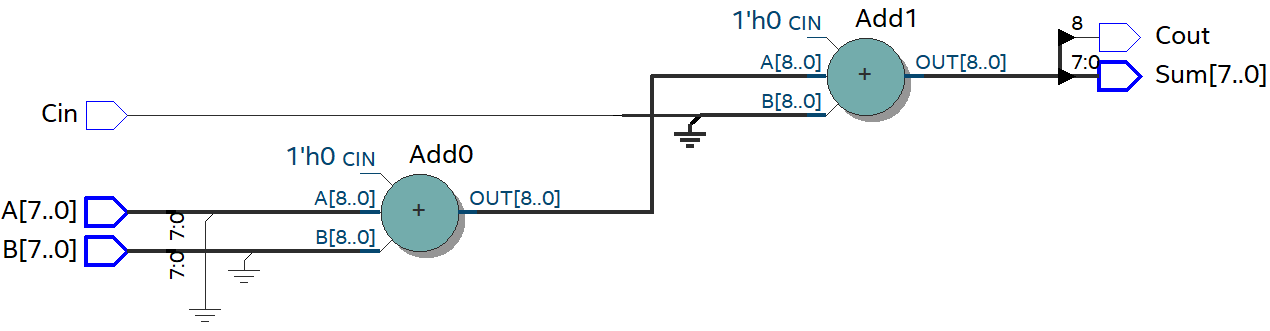 1'h0 CIN
Add1
A[8..0]
B[8..0]
+
OUT[8..0]
8
7:0
Cout
Sum[7..0]
Cin
1'h0 CIN
Add0
A[7..0]
B[7..0]
7:0
7:0
A[8..0]
B[8..0]
+
OUT[8..0]